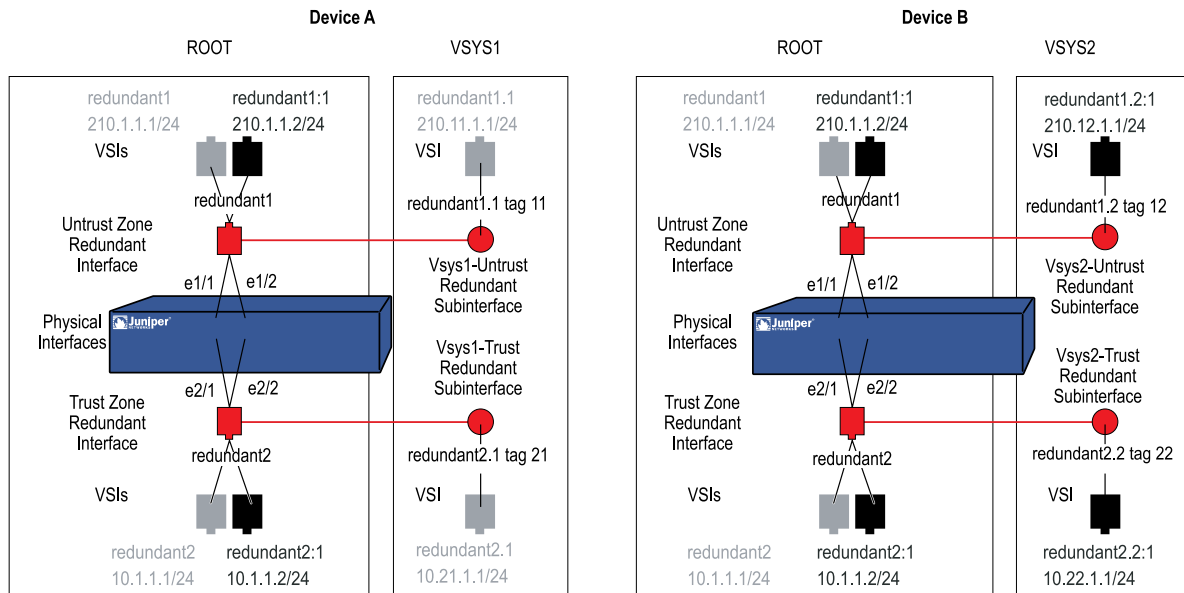 Device A
ROOT
VSYS1
redundant1
redundant1:1
210.1.1.1/24
210.1.1.2/24
redundant1.1
210.11.1.1/24
VSIs
VSI
redundant1
redundant1.1 tag 11
Untrust Zone
Redundant
Interface
e1/1
e1/2
Vsys1-Untrust
Redundant
Subinterface
Physical
Interfaces
Juniper
NETWORKS
Vsys1-Trust
Redundant
Subinterface
e2/1
e2/2
Trust Zone
Redundant
Interface
redundant2
redundant2.1 tag 21
VSIs
VSI
redundant2
redundant2:1
10.1.1.1/24
10.1.1.2/24
redundant2.1
10.21.1.1/24
Device B
ROOT
VSYS2
redundant1
redundant1:1
210.1.1.1/24
210.1.1.2/24
redundant1.2:1
210.12.1.1/24
VSIs
VSI
redundant1
redundant1.2 tag 12
Untrust Zone
Redundant
Interface
e1/1
e1/2
Vsys2-Untrust
Redundant
Subinterface
Physical
Interfaces
Juniper
NETWORKS
Vsys2-Trust
Redundant
Subinterface
e2/1
e2/2
Trust Zone
Redundant
Interface
redundant2
redundant2.2 tag 22
VSIs
VSI
redundant2
redundant2:1
10.1.1.1/24
10.1.1.2/24
redundant2.2:1
10.22.1.1/24